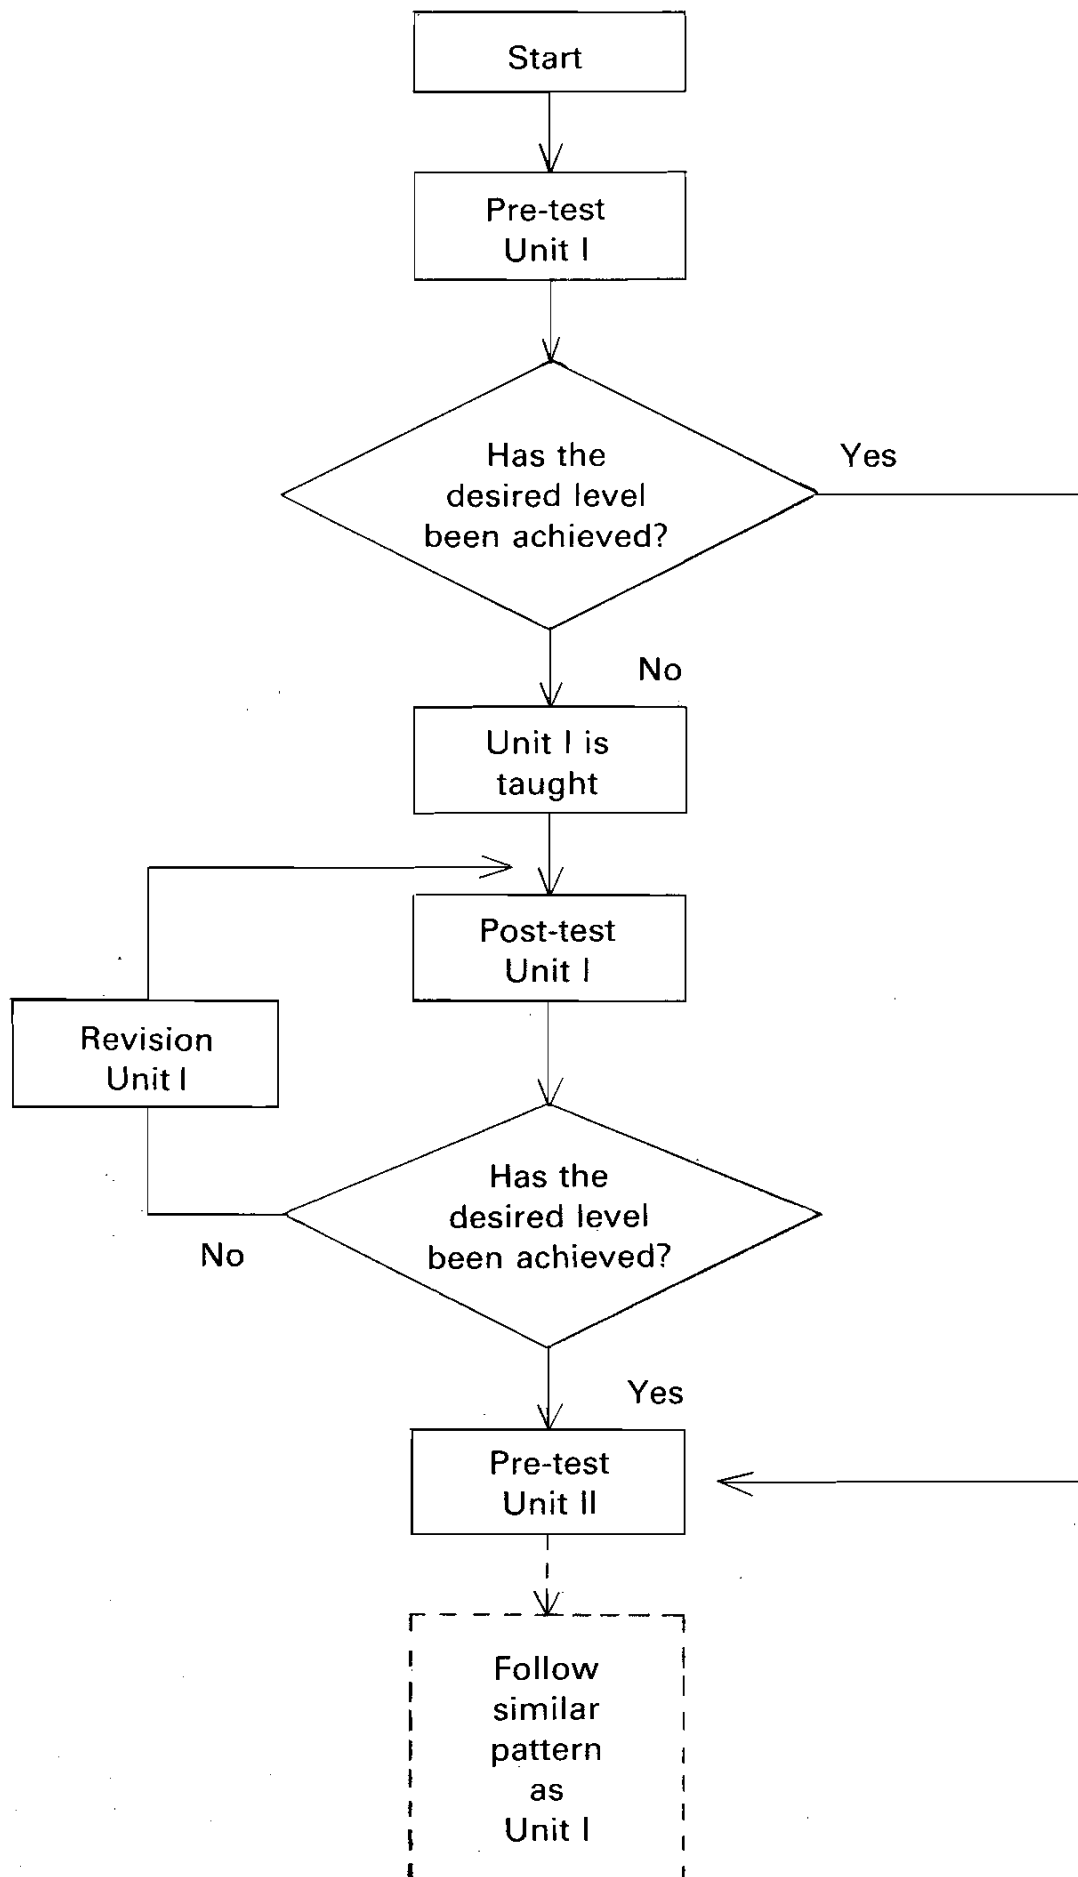 Start
Pre-test
Unit I
Has the
desired level
been achieved?
Yes
No
Unit I is
taught
Post-test
Unit I
Revision
Unit I
Has the
desired level
been achieved?
No
Yes
Pre-test
Unit II
Follow
similar
pattern
as
Unit I